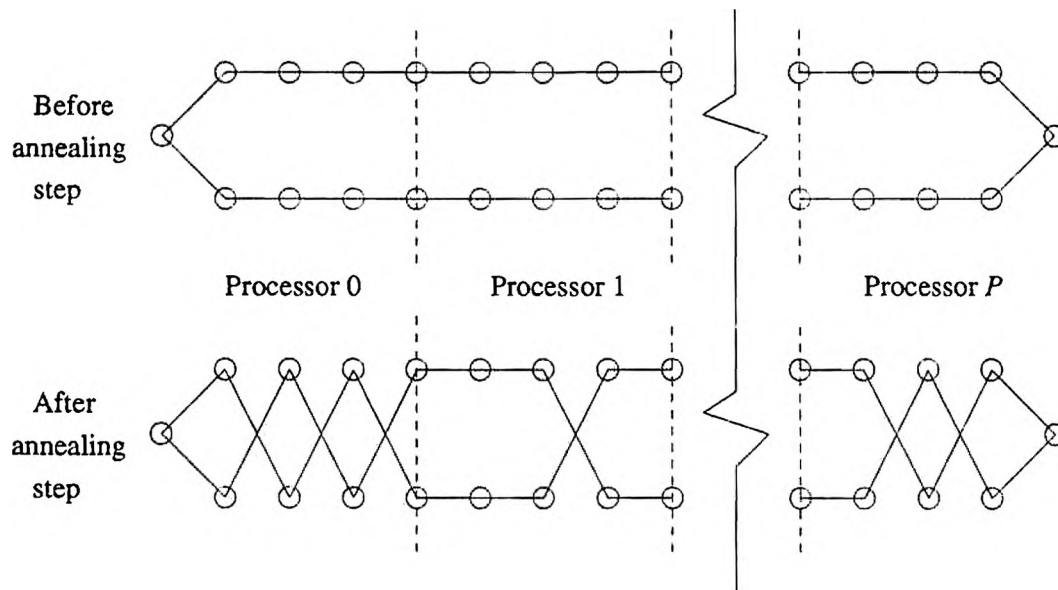 Before
annealing
step
Processor 0
Processor 1
Processor P
After
annealing
step